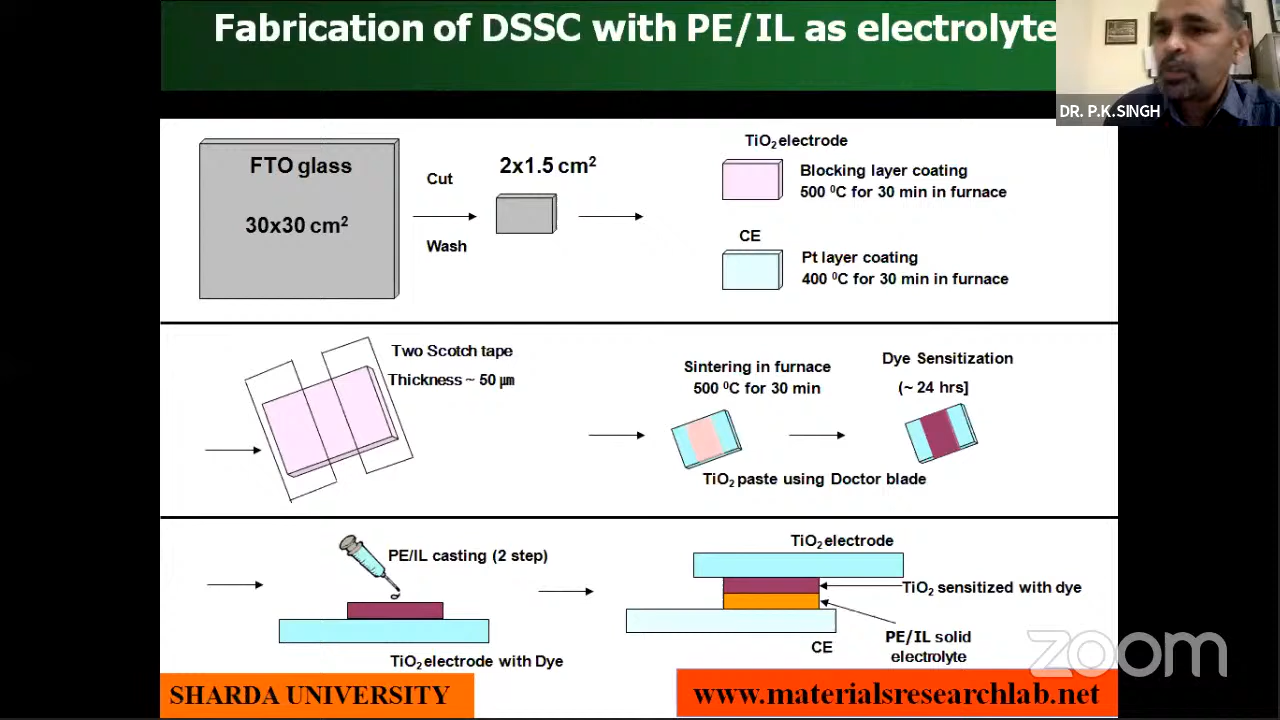 Fabrication of DSSC with PE/IL as electrolyte
DR. P.K.SINGH
FTO glass
30x30 cm²
Cut
Wash
2x1.5 cm²
TiO₂ electrode
Blocking layer coating
500 ⁰C for 30 min in furnace
CE
Pt layer coating
400 ⁰C for 30 min in furnace
Two Scotch tape
Thickness ~ 50 ㎛
Sintering in furnace
500 ⁰C for 30 min
Dye Sensitization
(~ 24 hrs]
TiO₂ paste using Doctor blade
PE/IL casting (2 step)
TiO₂ electrode with Dye
TiO₂ electrode
TiO₂ sensitized with dye
PE/IL solid
electrolyte
CE
zoom
SHARDA UNIVERSITY
www.materialsresearchlab.net